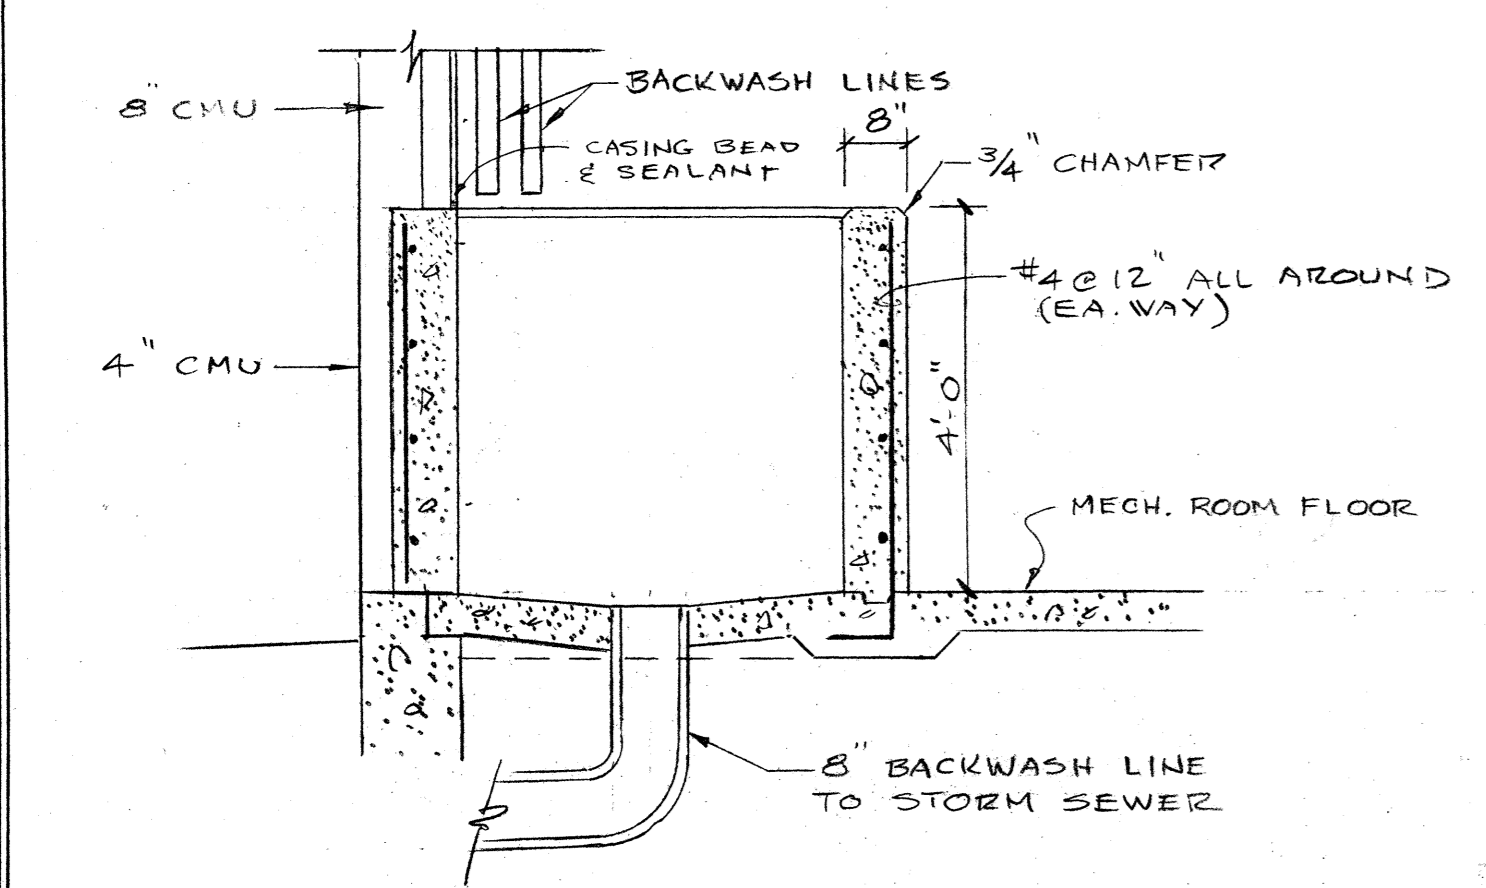 BACKWASH LINES
8" CMU
8"
CASING BEAD
& SEALANT
3/4" CHAMFER
#4 @ 12" ALL AROUND
(EA. WAY)
4" CMU
4'-0"
MECH. ROOM FLOOR
8" BACKWASH LINE
TO STORM SEWER